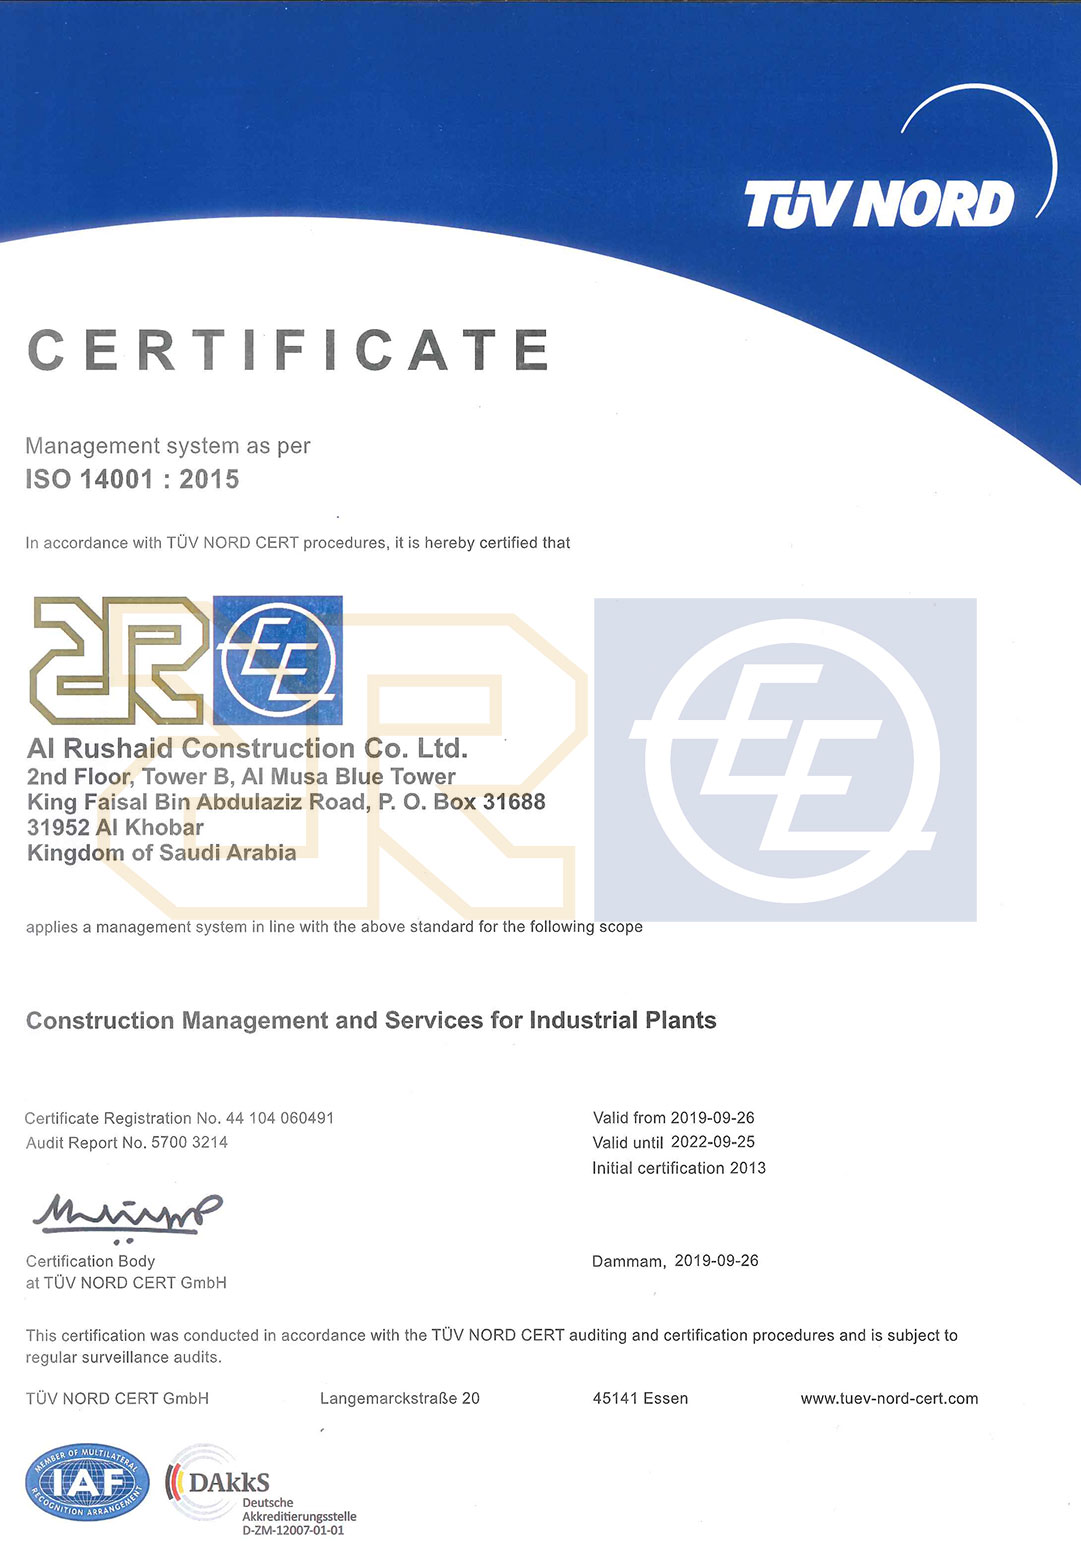 TÜV NORD
CERTIFICATE
Management system as per
ISO 14001 : 2015
In accordance with TÜV NORD CERT procedures, it is hereby certified that
Al Rushaid Construction Co. Ltd.
2nd Floor, Tower B, Al Musa Blue Tower
King Faisal Bin Abdulaziz Road, P. O. Box 31688
31952 Al Khobar
Kingdom of Saudi Arabia
applies a management system in line with the above standard for the following scope
Construction Management and Services for Industrial Plants
Certificate Registration No. 44 104 060491
Audit Report No. 5700 3214
Valid from 2019-09-26
Valid until 2022-09-25
Initial certification 2013
Certification Body
at TÜV NORD CERT GmbH
Dammam, 2019-09-26
This certification was conducted in accordance with the TÜV NORD CERT auditing and certification procedures and is subject to
regular surveillance audits.
TÜV NORD CERT GmbH Langemarckstraße 20 45141 Essen www.tuev-nord-cert.com
MEMBER OF MULTILATERAL
IAF
RECOGNITION ARRANGEMENT
DAkkS
Deutsche
Akkreditierungsstelle
D-ZM-12007-01-01